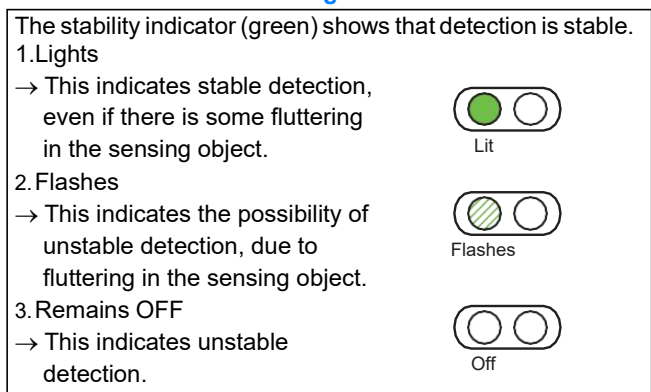 The stability indicator (green) shows that detection is stable.
1.Lights
→ This indicates stable detection,
even if there is some fluttering
in the sensing object.
Lit
2.Flashes
→ This indicates the possibility of
unstable detection, due to
fluttering in the sensing object.
Flashes
3.Remains OFF
→ This indicates unstable
detection.
Off